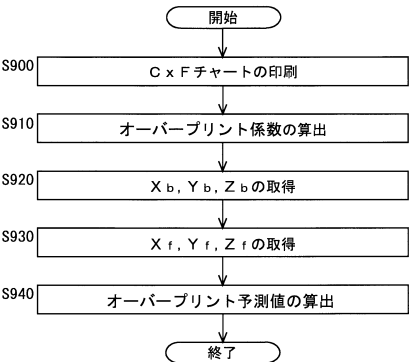 開始
S900
CxFチャートの印刷
S910
オーバープリント係数の算出
S920
Xb, Yb, Zbの取得
S930
Xf, Yf, Zfの取得
S940
オーバープリント予測値の算出
終了